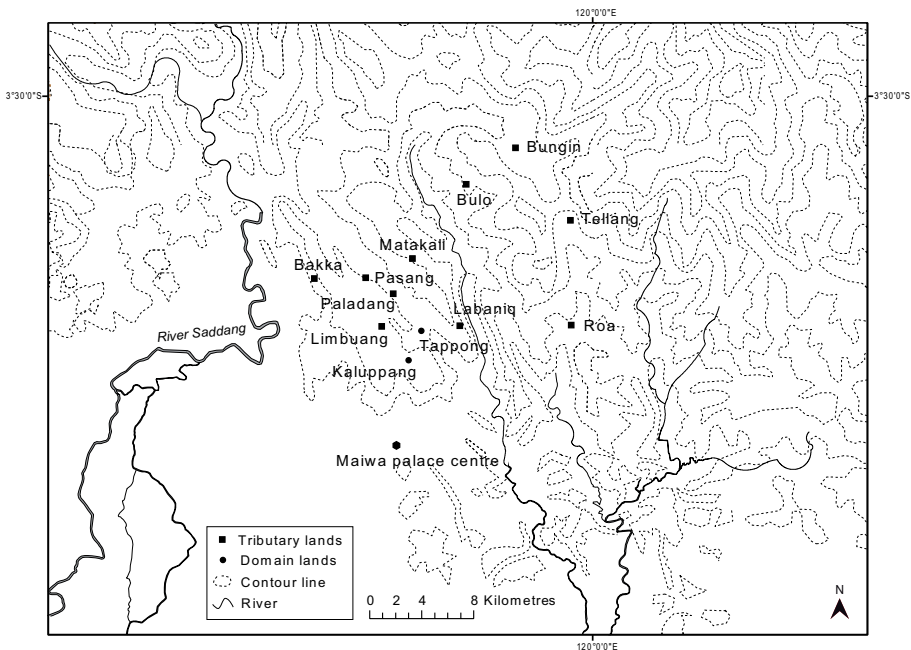 120°0'0"E
3°30'0"S
3°30'0"S
Bungin
Bulo
Tellang
Matakali
Bakka
Pasang
Paladang
Labaniq
River Saddang
Limbuang
Roa
Tappong
Kaluppang
Maiwa palace centre
Tributary lands
Domain lands
Contour line
River
0 2 4 8 Kilometres
N
120°0'0"E